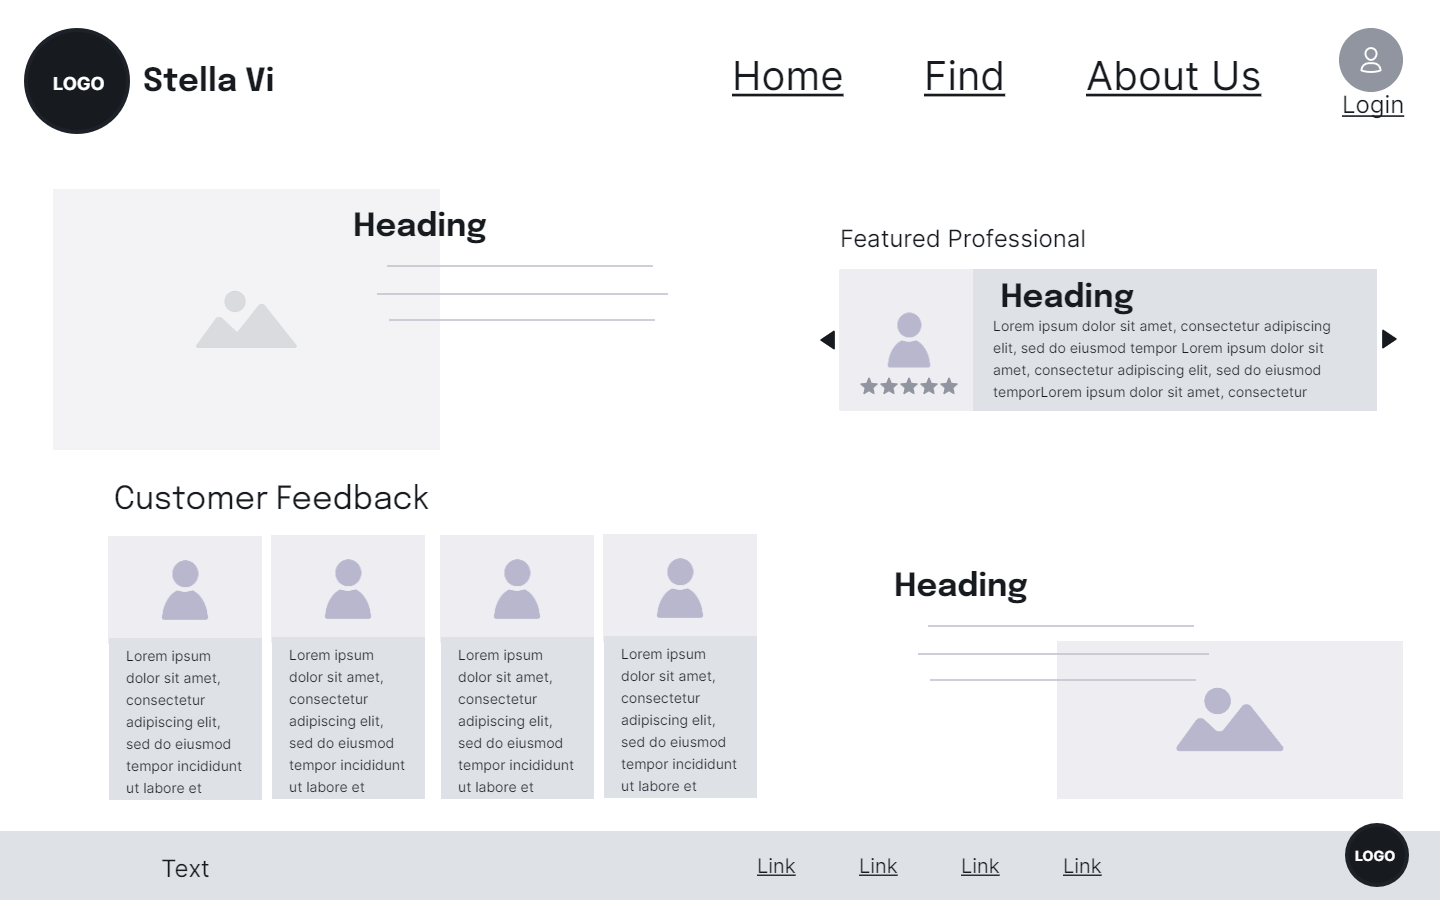 LOGO
Stella Vi
Home
Find
About Us
Login
Heading
Featured Professional
Heading
Lorem ipsum dolor sit amet, consectetur adipiscing
elit, sed do eiusmod tempor Lorem ipsum dolor sit
amet, consectetur adipiscing elit, sed do eiusmod
temporLorem ipsum dolor sit amet, consectetur
Customer Feedback
Lorem ipsum
dolor sit amet,
consectetur
adipiscing elit,
sed do eiusmod
tempor incididunt
ut labore et
Lorem ipsum
dolor sit amet,
consectetur
adipiscing elit,
sed do eiusmod
tempor incididunt
ut labore et
Lorem ipsum
dolor sit amet,
consectetur
adipiscing elit,
sed do eiusmod
tempor incididunt
ut labore et
Lorem ipsum
dolor sit amet,
consectetur
adipiscing elit,
sed do eiusmod
tempor incididunt
ut labore et
Heading
Text
Link
Link
Link
Link
LOGO